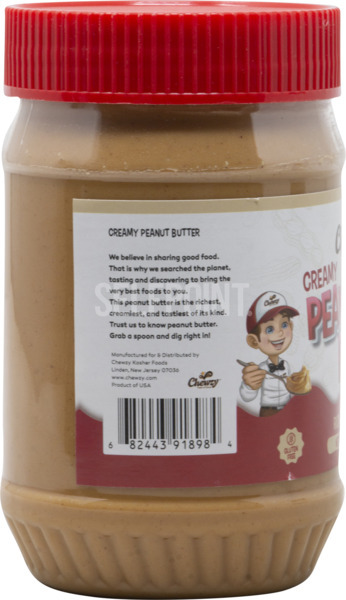 CREAMY PEANUT BUTTER
We believe in sharing good food.
That is why we searched the planet,
tasting and discovering to bring the
very best foods to you.
This peanut butter is the richest,
creamiest, and tastiest of its kind.
Trust us to know peanut butter.
Grab a spoon and dig right in!
Manufactured for & Distributed by
Chewzy Kosher Foods
Linden, New Jersey 07036
www.chewzy.com
Product of USA
Chewzy
6 82443 91898 4
CREAMY
Chewzy
GLUTEN
FREE